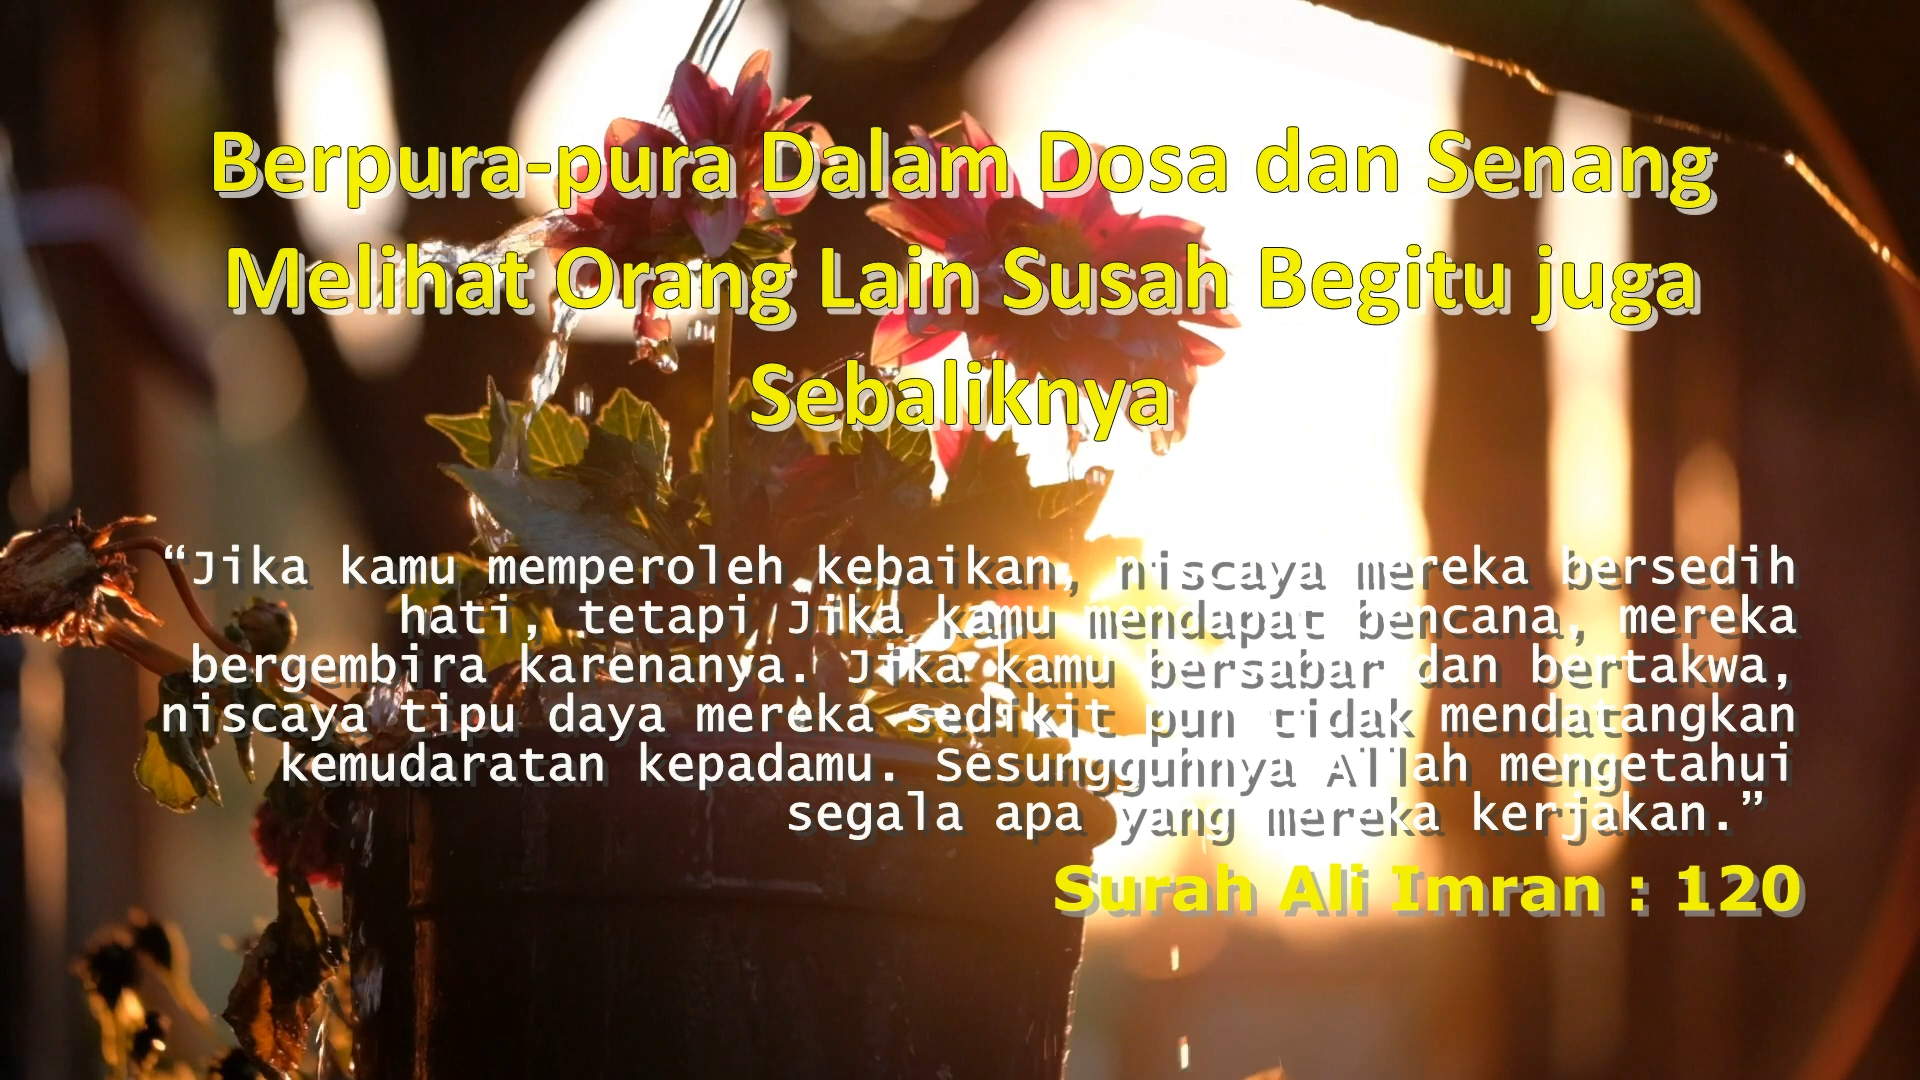 Berpura-pura Dalam Dosa dan Senang
Melihat Orang Lain Susah Begitu juga
Sebaliknya
“Jika kamu memperoleh kebaikan, niscaya mereka bersedih
hati, tetapi Jika kamu mendapat bencana, mereka
bergembira karenanya. Jika kamu bersabar dan bertakwa,
niscaya tipu daya mereka sedikit pun tidak mendatangkan
kemudaratan kepadamu. Sesungguhnya Allah mengetahui
segala apa yang mereka kerjakan.”
Surah Ali Imran : 120